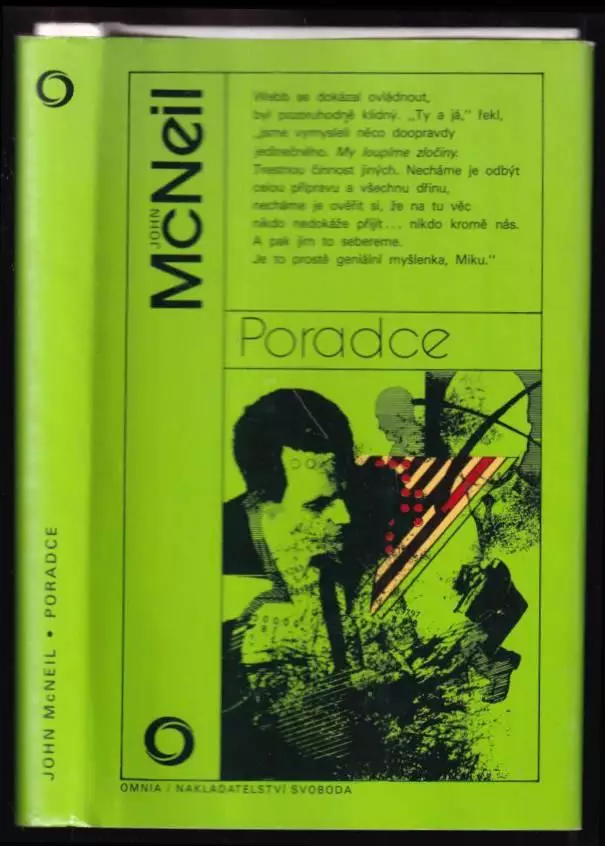 JOHN McNEIL • PORADCE
JOHN
McNeil
Webb se dokázal ovládnout,
byl pozoruhodně klidný. „Ty a já,“ řekl,
„jsme vymysleli něco doopravdy
jedinečného. My loupíme zločiny.
Trestnou činnost jiných. Necháme je odbýt
celou přípravu a všechnu dřinu,
necháme je ověřit si, že na tu věc
nikdo nedokáže přijít... nikdo kromě nás.
A pak jim to sebereme.
Je to prostě geniální myšlenka, Miku.“
Poradce
OMNIA / NAKLADATELSTVÍ SVOBODA